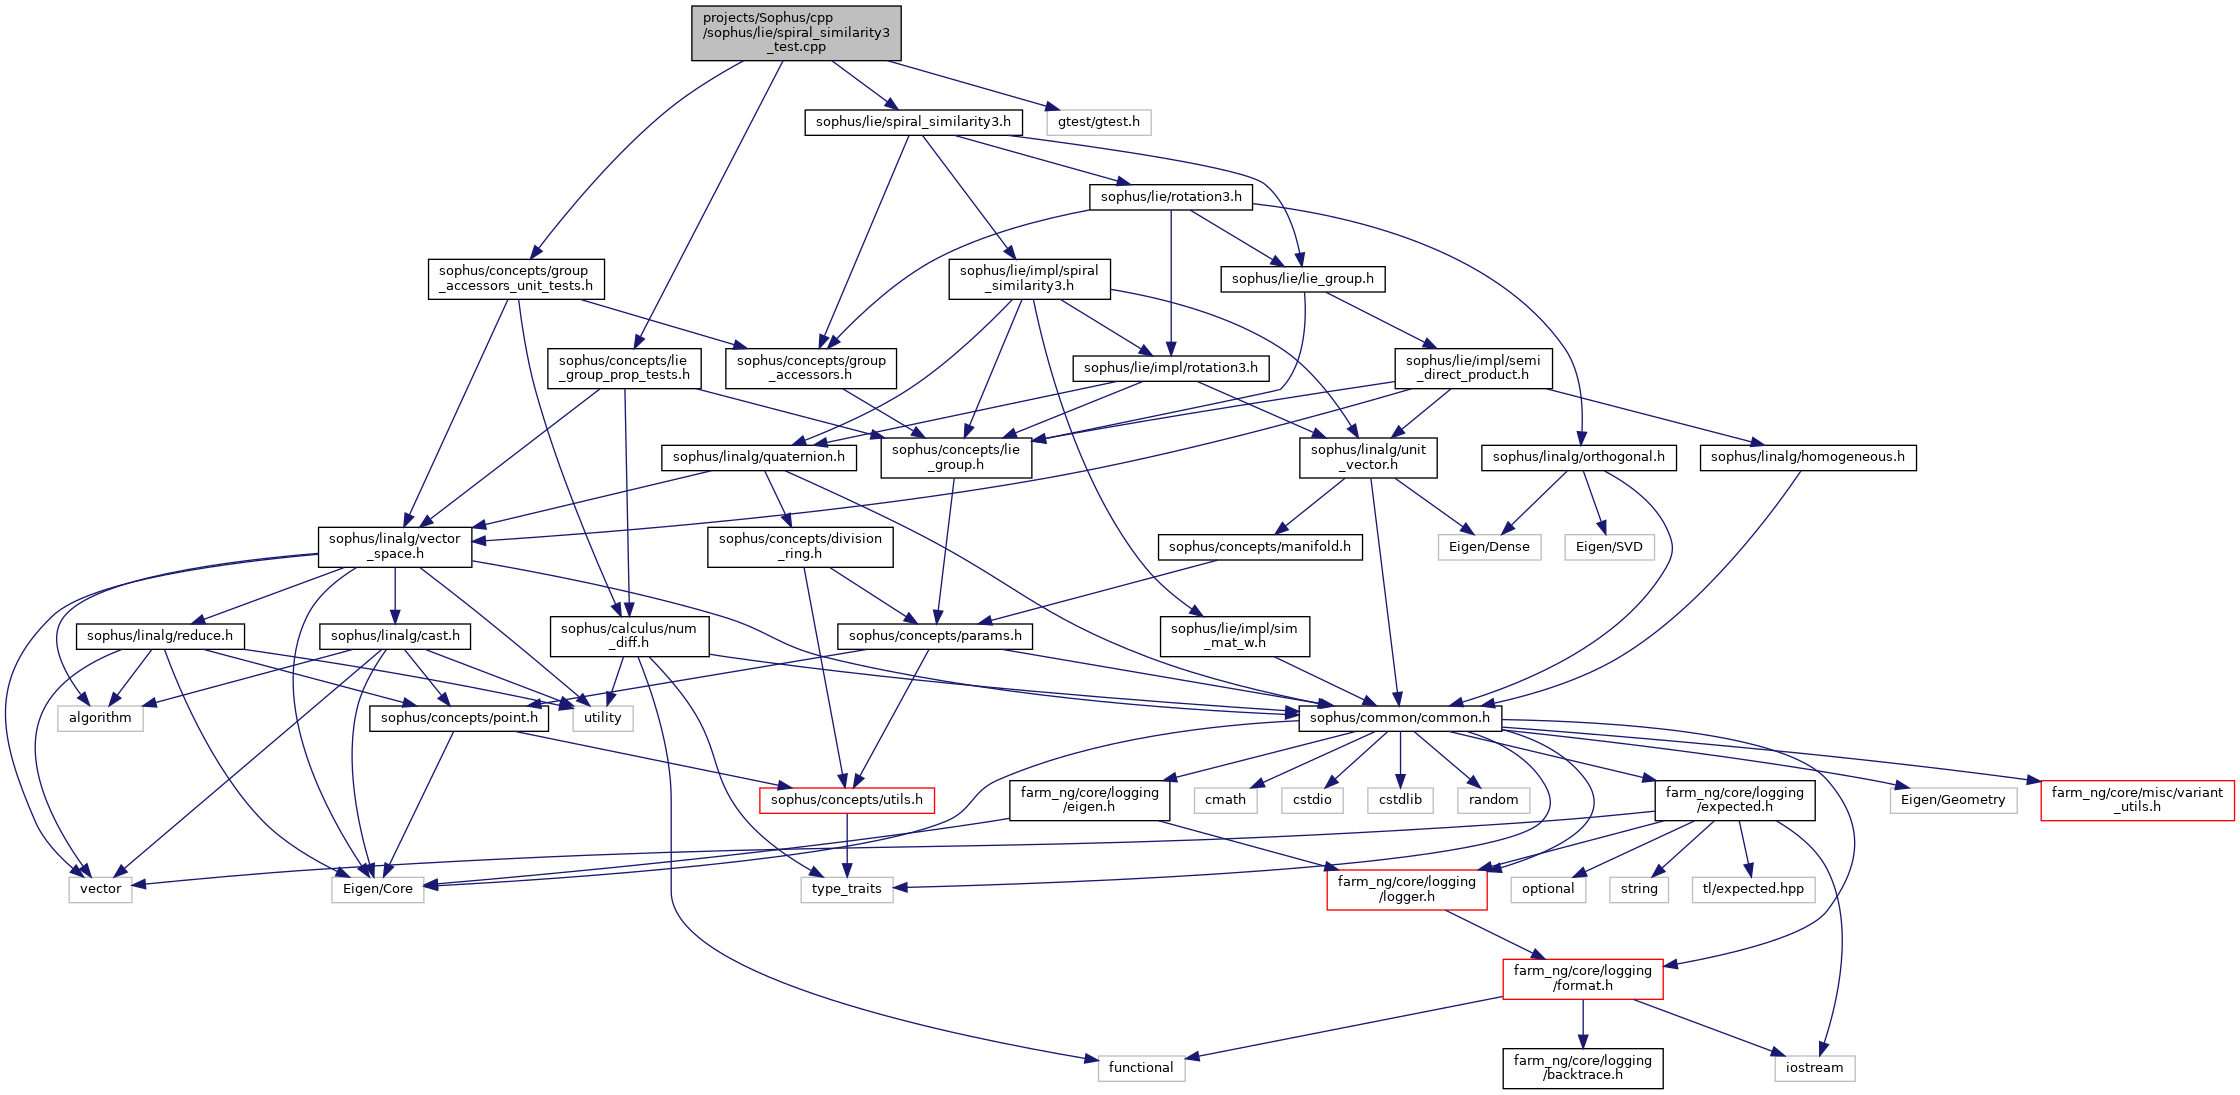 projects/Sophus/cpp
/sophus/lie/spiral_similarity3
_test.cpp
sophus/lie/spiral_similarity3.h
gtest/gtest.h
sophus/lie/rotation3.h
sophus/concepts/group
_accessors_unit_tests.h
sophus/lie/impl/spiral
_similarity3.h
sophus/lie/lie_group.h
sophus/concepts/lie
_group_prop_tests.h
sophus/concepts/group
_accessors.h
sophus/lie/impl/rotation3.h
sophus/lie/impl/semi
_direct_product.h
sophus/linalg/quaternion.h
sophus/concepts/lie
_group.h
sophus/linalg/unit
_vector.h
sophus/linalg/orthogonal.h
sophus/linalg/homogeneous.h
sophus/linalg/vector
_space.h
sophus/concepts/division
_ring.h
sophus/concepts/manifold.h
Eigen/Dense
Eigen/SVD
sophus/linalg/reduce.h
sophus/linalg/cast.h
sophus/calculus/num
_diff.h
sophus/concepts/params.h
sophus/lie/impl/sim
_mat_w.h
algorithm
sophus/concepts/point.h
utility
sophus/common/common.h
sophus/concepts/utils.h
farm_ng/core/logging
/eigen.h
cmath
cstdio
cstdlib
random
farm_ng/core/logging
/expected.h
Eigen/Geometry
farm_ng/core/misc/variant
_utils.h
vector
Eigen/Core
type_traits
farm_ng/core/logging
/logger.h
optional
string
tl/expected.hpp
farm_ng/core/logging
/format.h
functional
farm_ng/core/logging
/backtrace.h
iostream